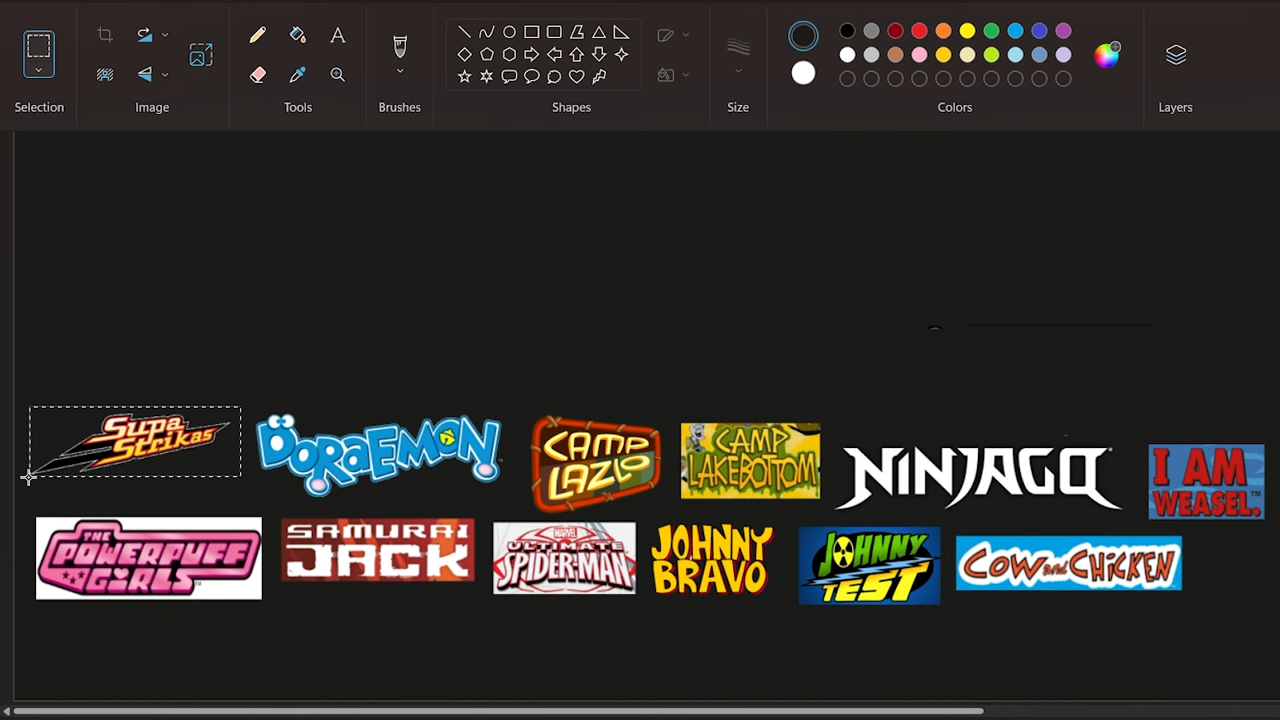 Selection
Image
Tools
Brushes
Shapes
Size
Colors
Layers
A
Supa
Strikas
DORAEMON
CAMP
LAZLO
CAMP
LAKEBOTTOM
NINJAGO
I AM
WEASEL.™
THE
POWERPUFF
GIRLS
SAMURAI
JACK
MARVEL
ULTIMATE
SPIDER-MAN
JOHNNY
BRAVO
JOHNNY
TEST
COW and CHICKEN